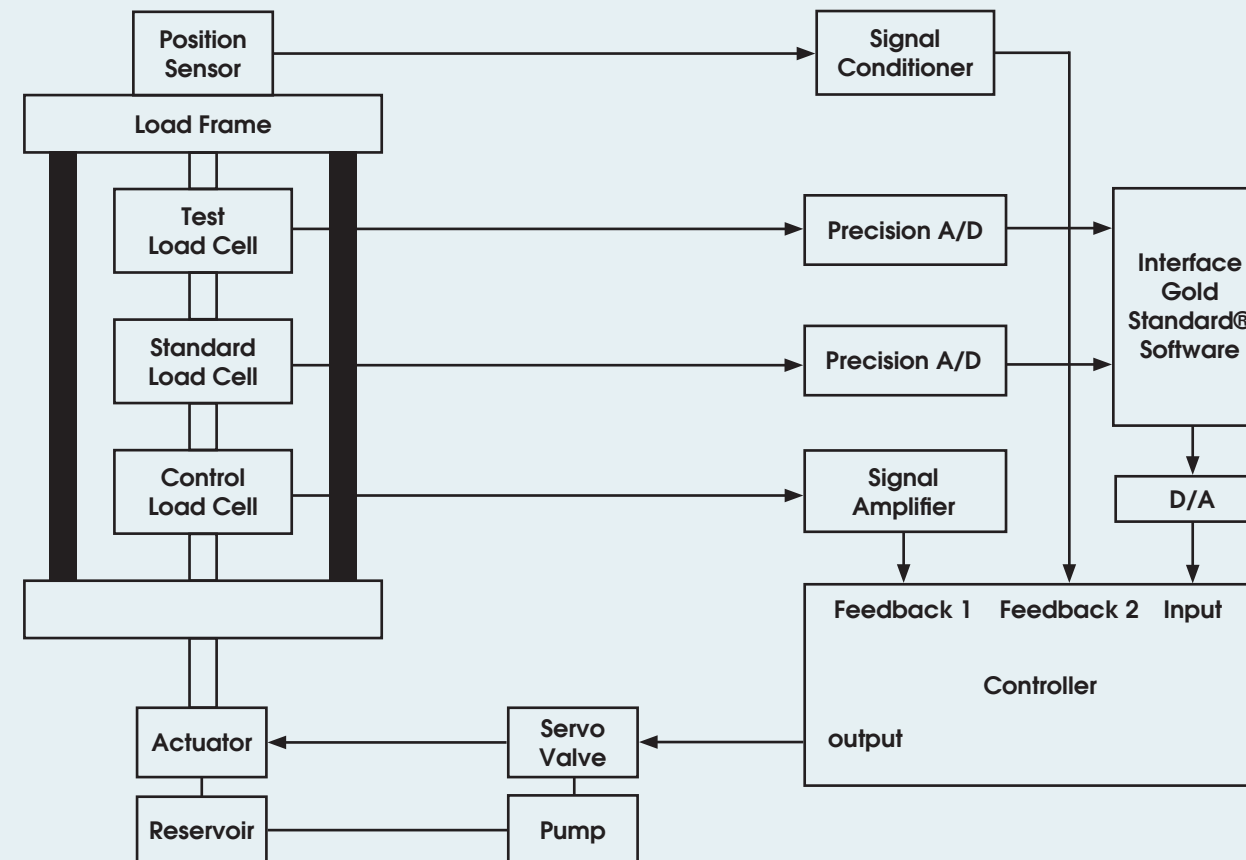 Position
Sensor
Signal
Conditioner
Load Frame
Test
Load Cell
Precision A/D
Interface
Gold
Standard®
Software
Standard
Load Cell
Precision A/D
Control
Load Cell
Signal
Amplifier
D/A
Feedback 1 Feedback 2 Input
Controller
output
Actuator
Servo
Valve
Reservoir
Pump